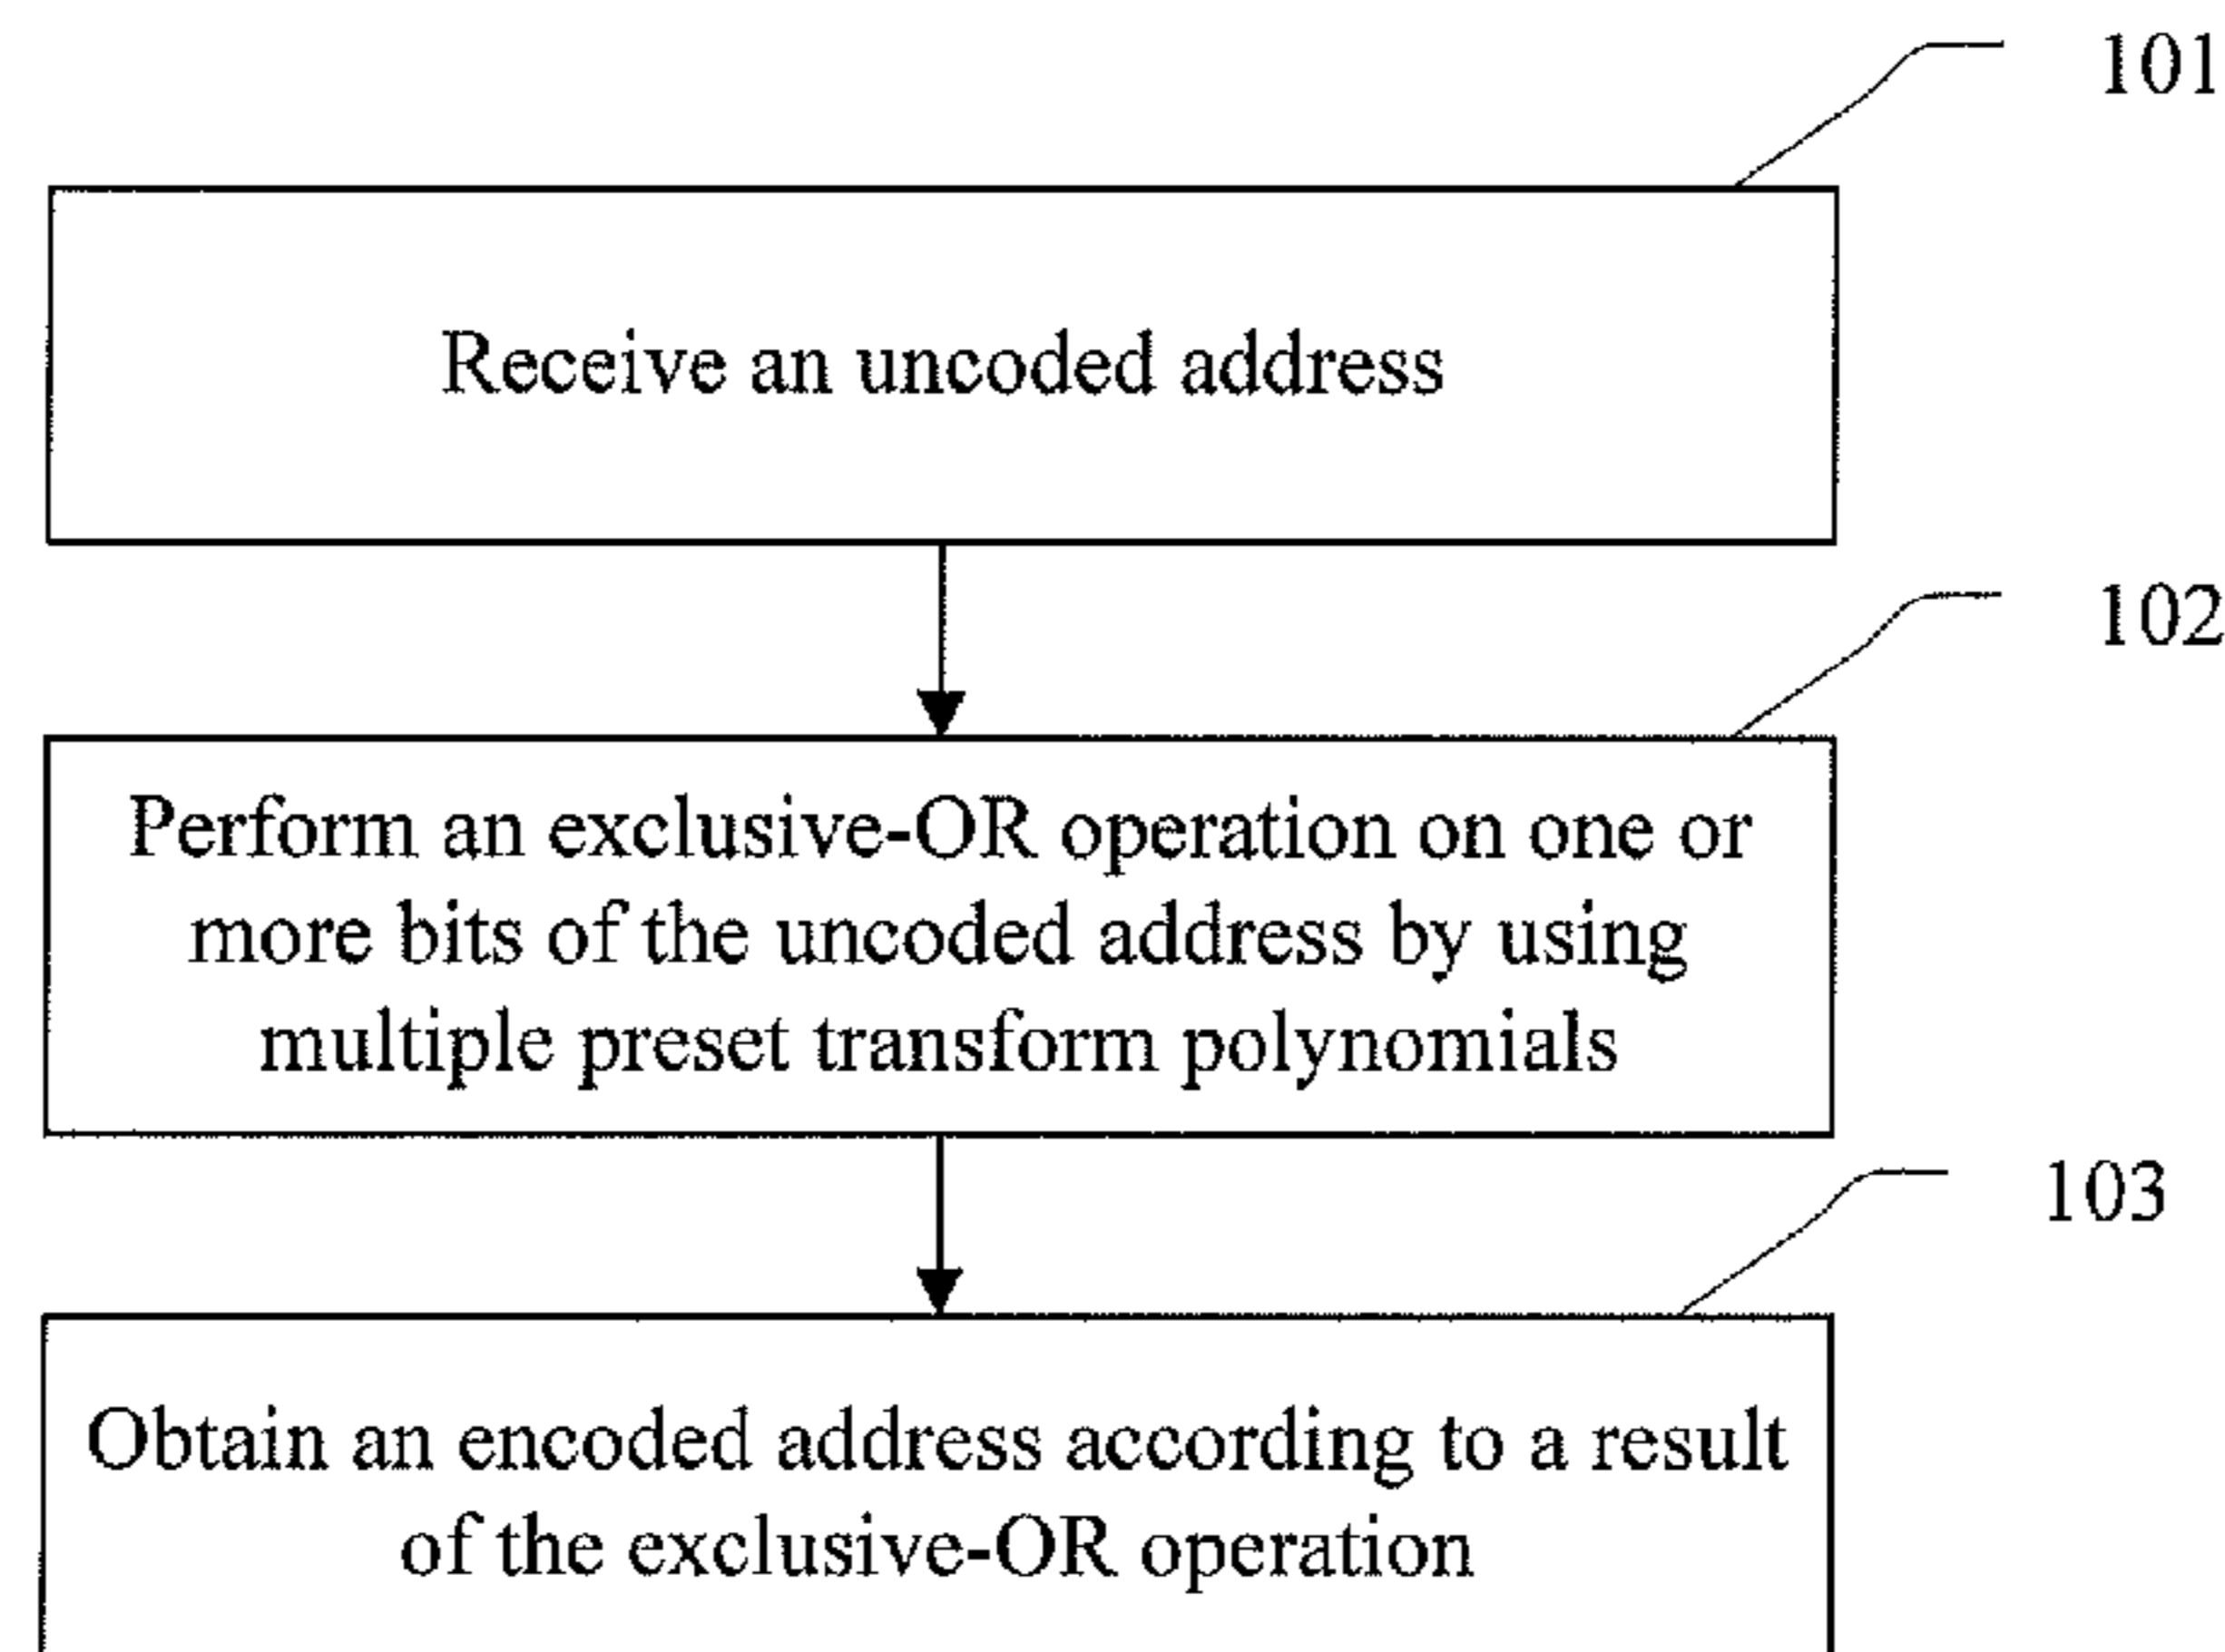 101
Receive an uncoded address
102
Perform an exclusive-OR operation on one or
more bits of the uncoded address by using
multiple preset transform polynomials
103
Obtain an encoded address according to a result
of the exclusive-OR operation